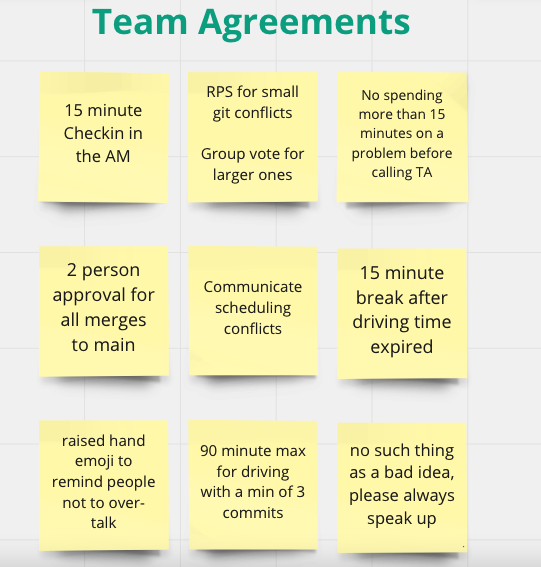 Team Agreements
15 minute
Checkin in
the AM
RPS for small
git conflicts
Group vote for
larger ones
No spending
more than 15
minutes on a
problem before
calling TA
2 person
approval for
all merges
to main
Communicate
scheduling
conflicts
15 minute
break after
driving time
expired
raised hand
emoji to
remind people
not to over-
talk
90 minute max
for driving
with a min of 3
commits
no such thing
as a bad idea,
please always
speak up
.